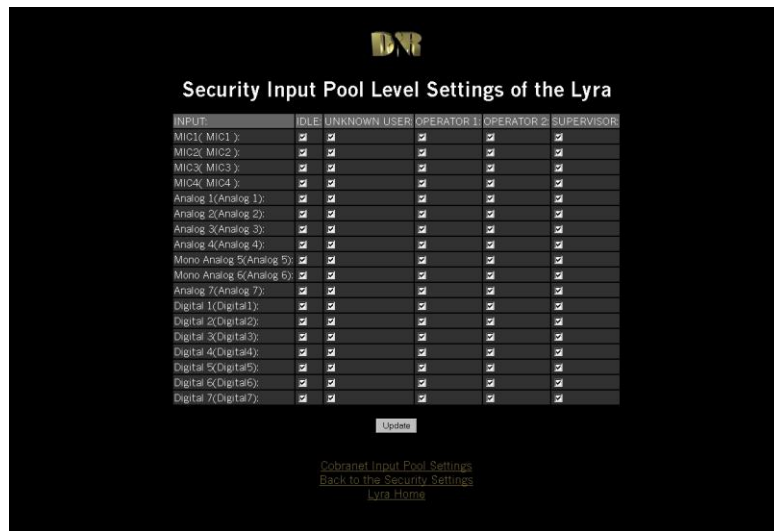 DNR
Security Input Pool Level Settings of the Lyra
INPUT: IDLE: UNKNOWN USER: OPERATOR 1: OPERATOR 2: SUPERVISOR:
MIC1( MIC1 ):
MIC2( MIC2 ):
MIC3( MIC3 ):
MIC4( MIC4 ):
Analog 1(Analog 1):
Analog 2(Analog 2):
Analog 3(Analog 3):
Analog 4(Analog 4):
Mono Analog 5(Analog 5):
Mono Analog 6(Analog 6):
Analog 7(Analog 7):
Digital 1(Digital1):
Digital 2(Digital2):
Digital 3(Digital3):
Digital 4(Digital4):
Digital 5(Digital5):
Digital 6(Digital6):
Digital 7(Digital7):
Update
Cobranet Input Pool Settings
Back to the Security Settings
Lyra Home